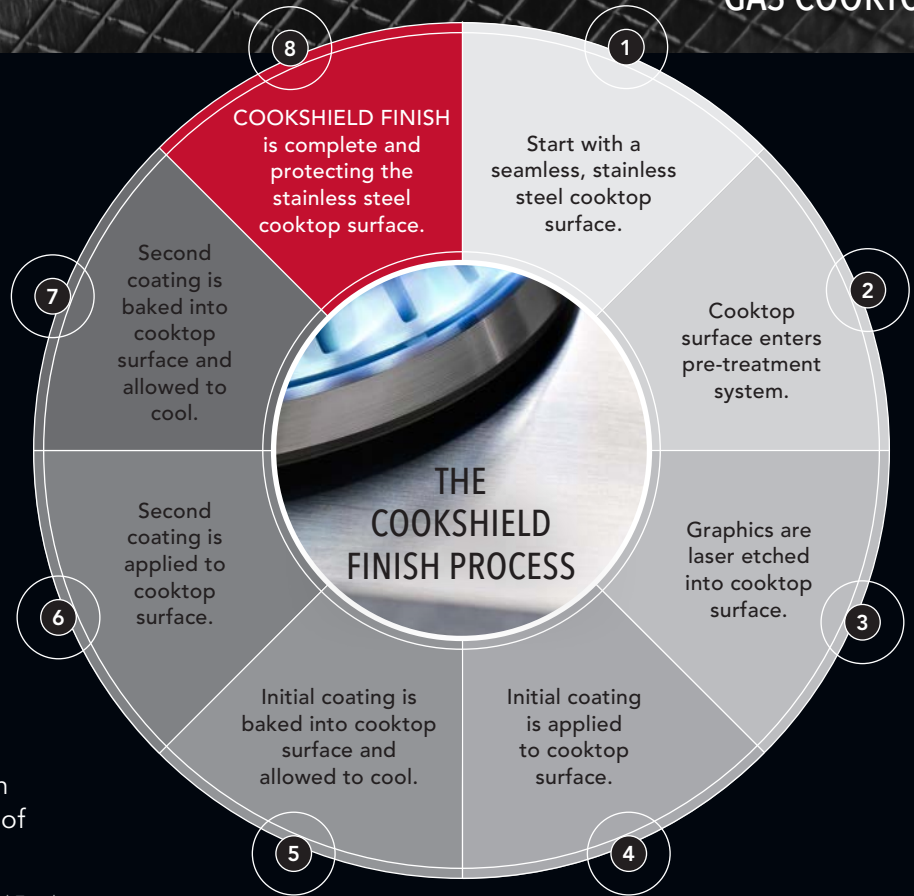 GAS COOKTO
8
COOKSHIELD FINISH
is complete and
protecting the
stainless steel
cooktop surface.
1
Start with a
seamless, stainless
steel cooktop
surface.
2
Cooktop
surface enters
pre-treatment
system.
3
Graphics are
laser etched
into cooktop
surface.
4
Initial coating
is applied
to cooktop
surface.
5
Initial coating is
baked into cooktop
surface and
allowed to cool.
6
Second
coating is
applied to
cooktop
surface.
7
Second
coating is
baked into
cooktop
surface and
allowed to
cool.
THE
COOKSHIELD
FINISH PROCESS
of